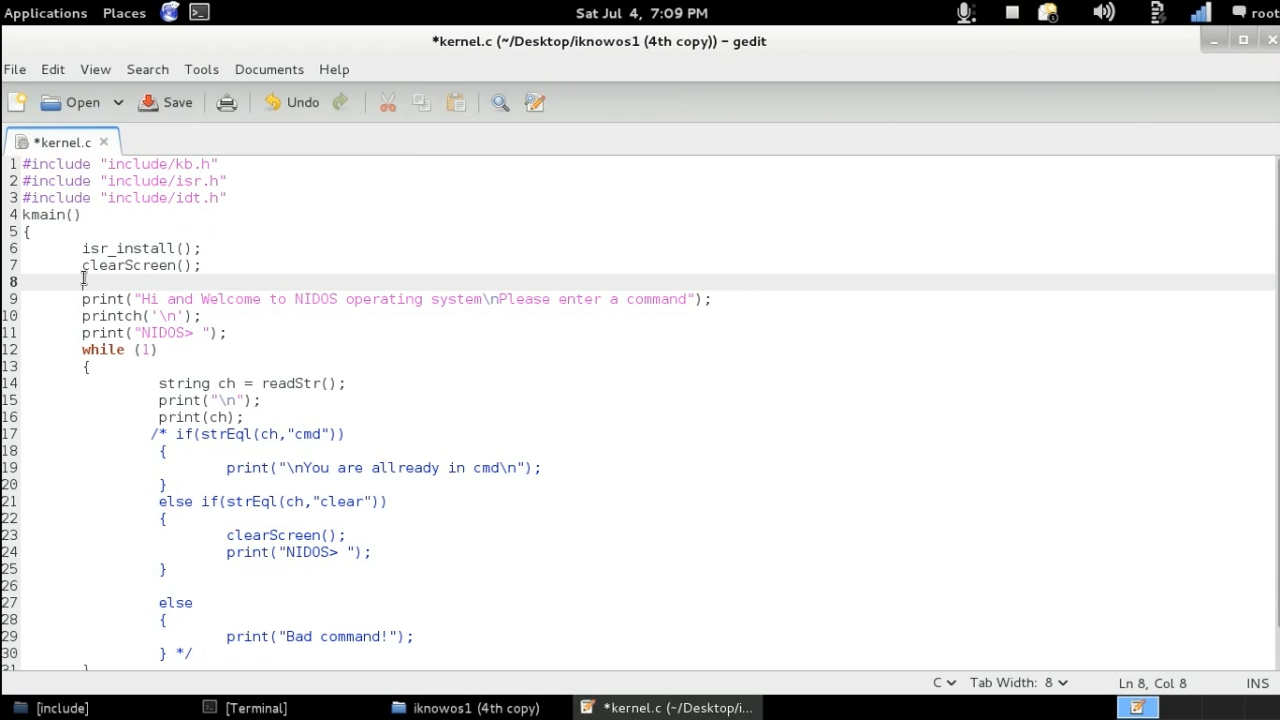 Applications Places Sat Jul 4, 7:09 PM root
*kernel.c (~/Desktop/iknowos1 (4th copy)) - gedit
File Edit View Search Tools Documents Help
Open Save Undo
*kernel.c
1 #include "include/kb.h"
2 #include "include/isr.h"
3 #include "include/idt.h"
4 kmain()
5 {
6 isr_install();
7 clearScreen();
8
9 print("Hi and Welcome to NIDOS operating system\nPlease enter a command");
10 printch('\n');
11 print("NIDOS> ");
12 while (1)
13 {
14 string ch = readStr();
15 print("\n");
16 print(ch);
17 /* if(strEql(ch,"cmd"))
18 {
19 print("\nYou are allready in cmd\n");
20 }
21 else if(strEql(ch,"clear"))
22 {
23 clearScreen();
24 print("NIDOS> ");
25 }
26
27 else
28 {
29 print("Bad command!");
30 } */
31 }
C Tab Width: 8 Ln 8, Col 8 INS
[include] [Terminal] iknowos1 (4th copy) *kernel.c (~/Desktop/i...